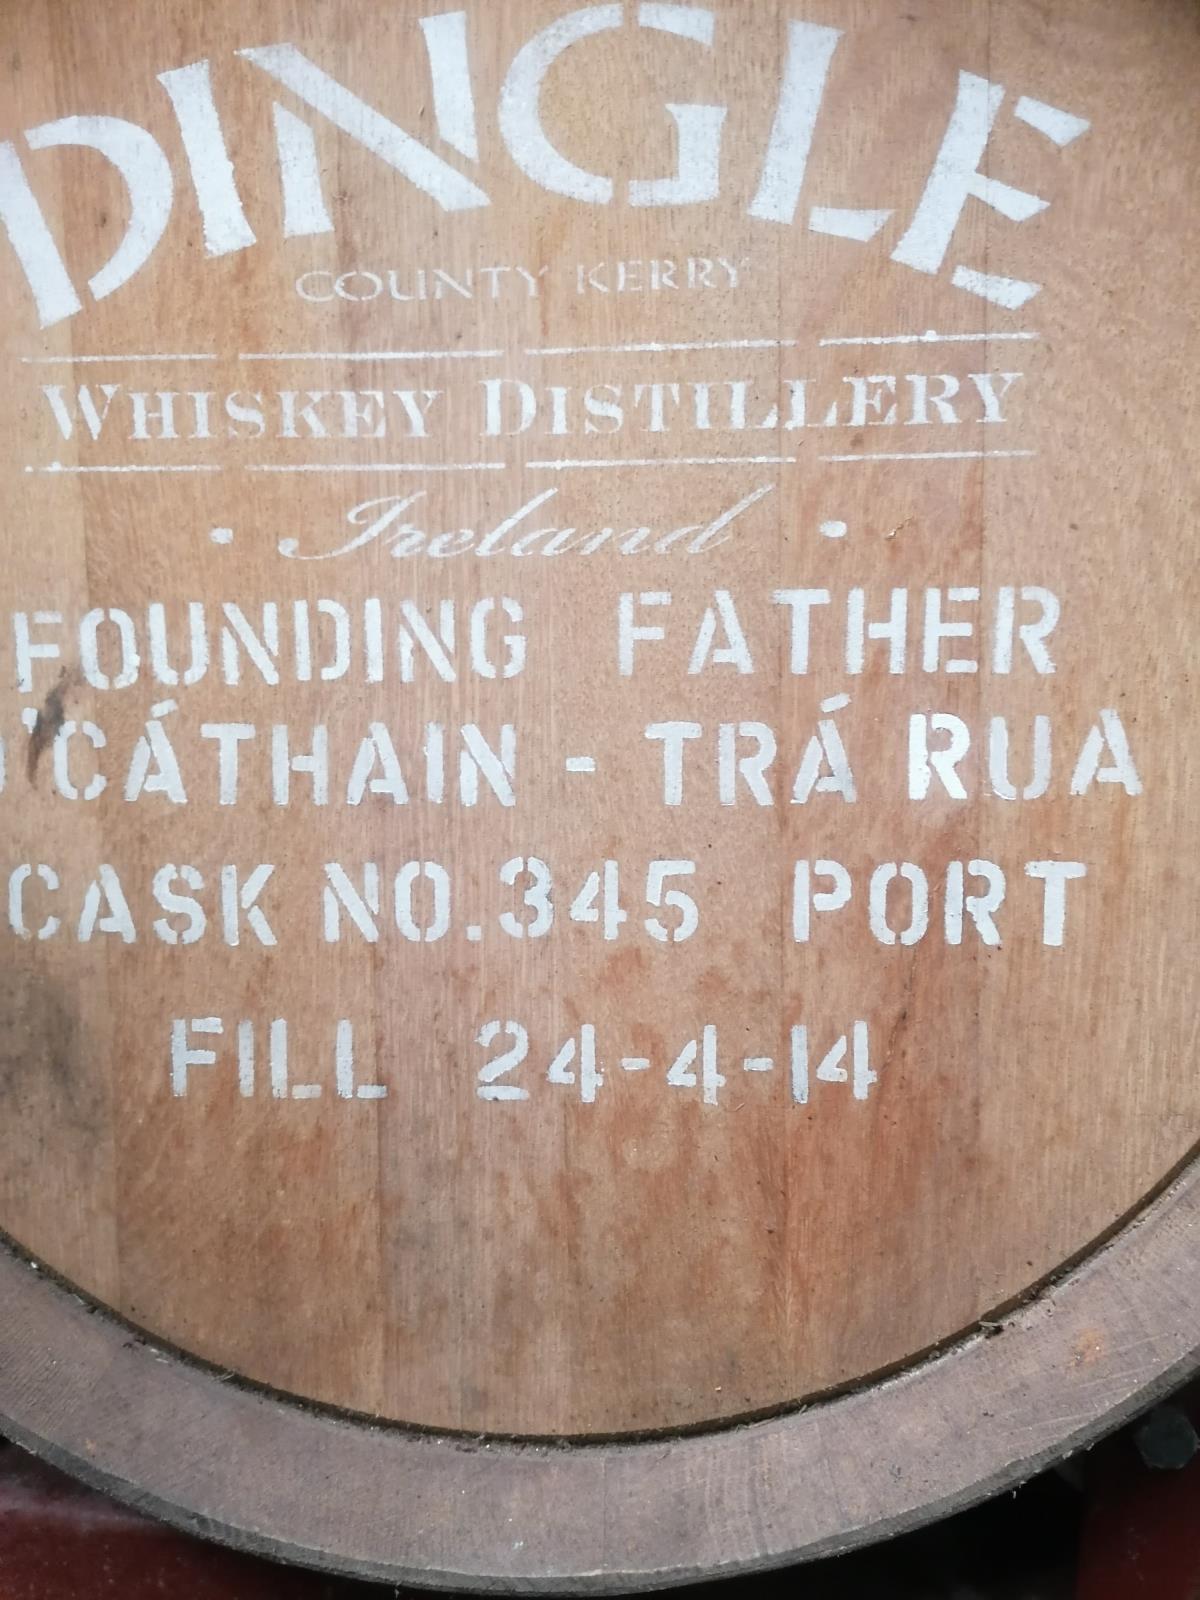 DINGLE
COUNTY KERRY
WHISKEY DISTILLERY
Ireland
FOUNDING FATHER
O'CÁTHAIN - TRÁ RUA
CASK NO.345 PORT
FILL 24-4-14